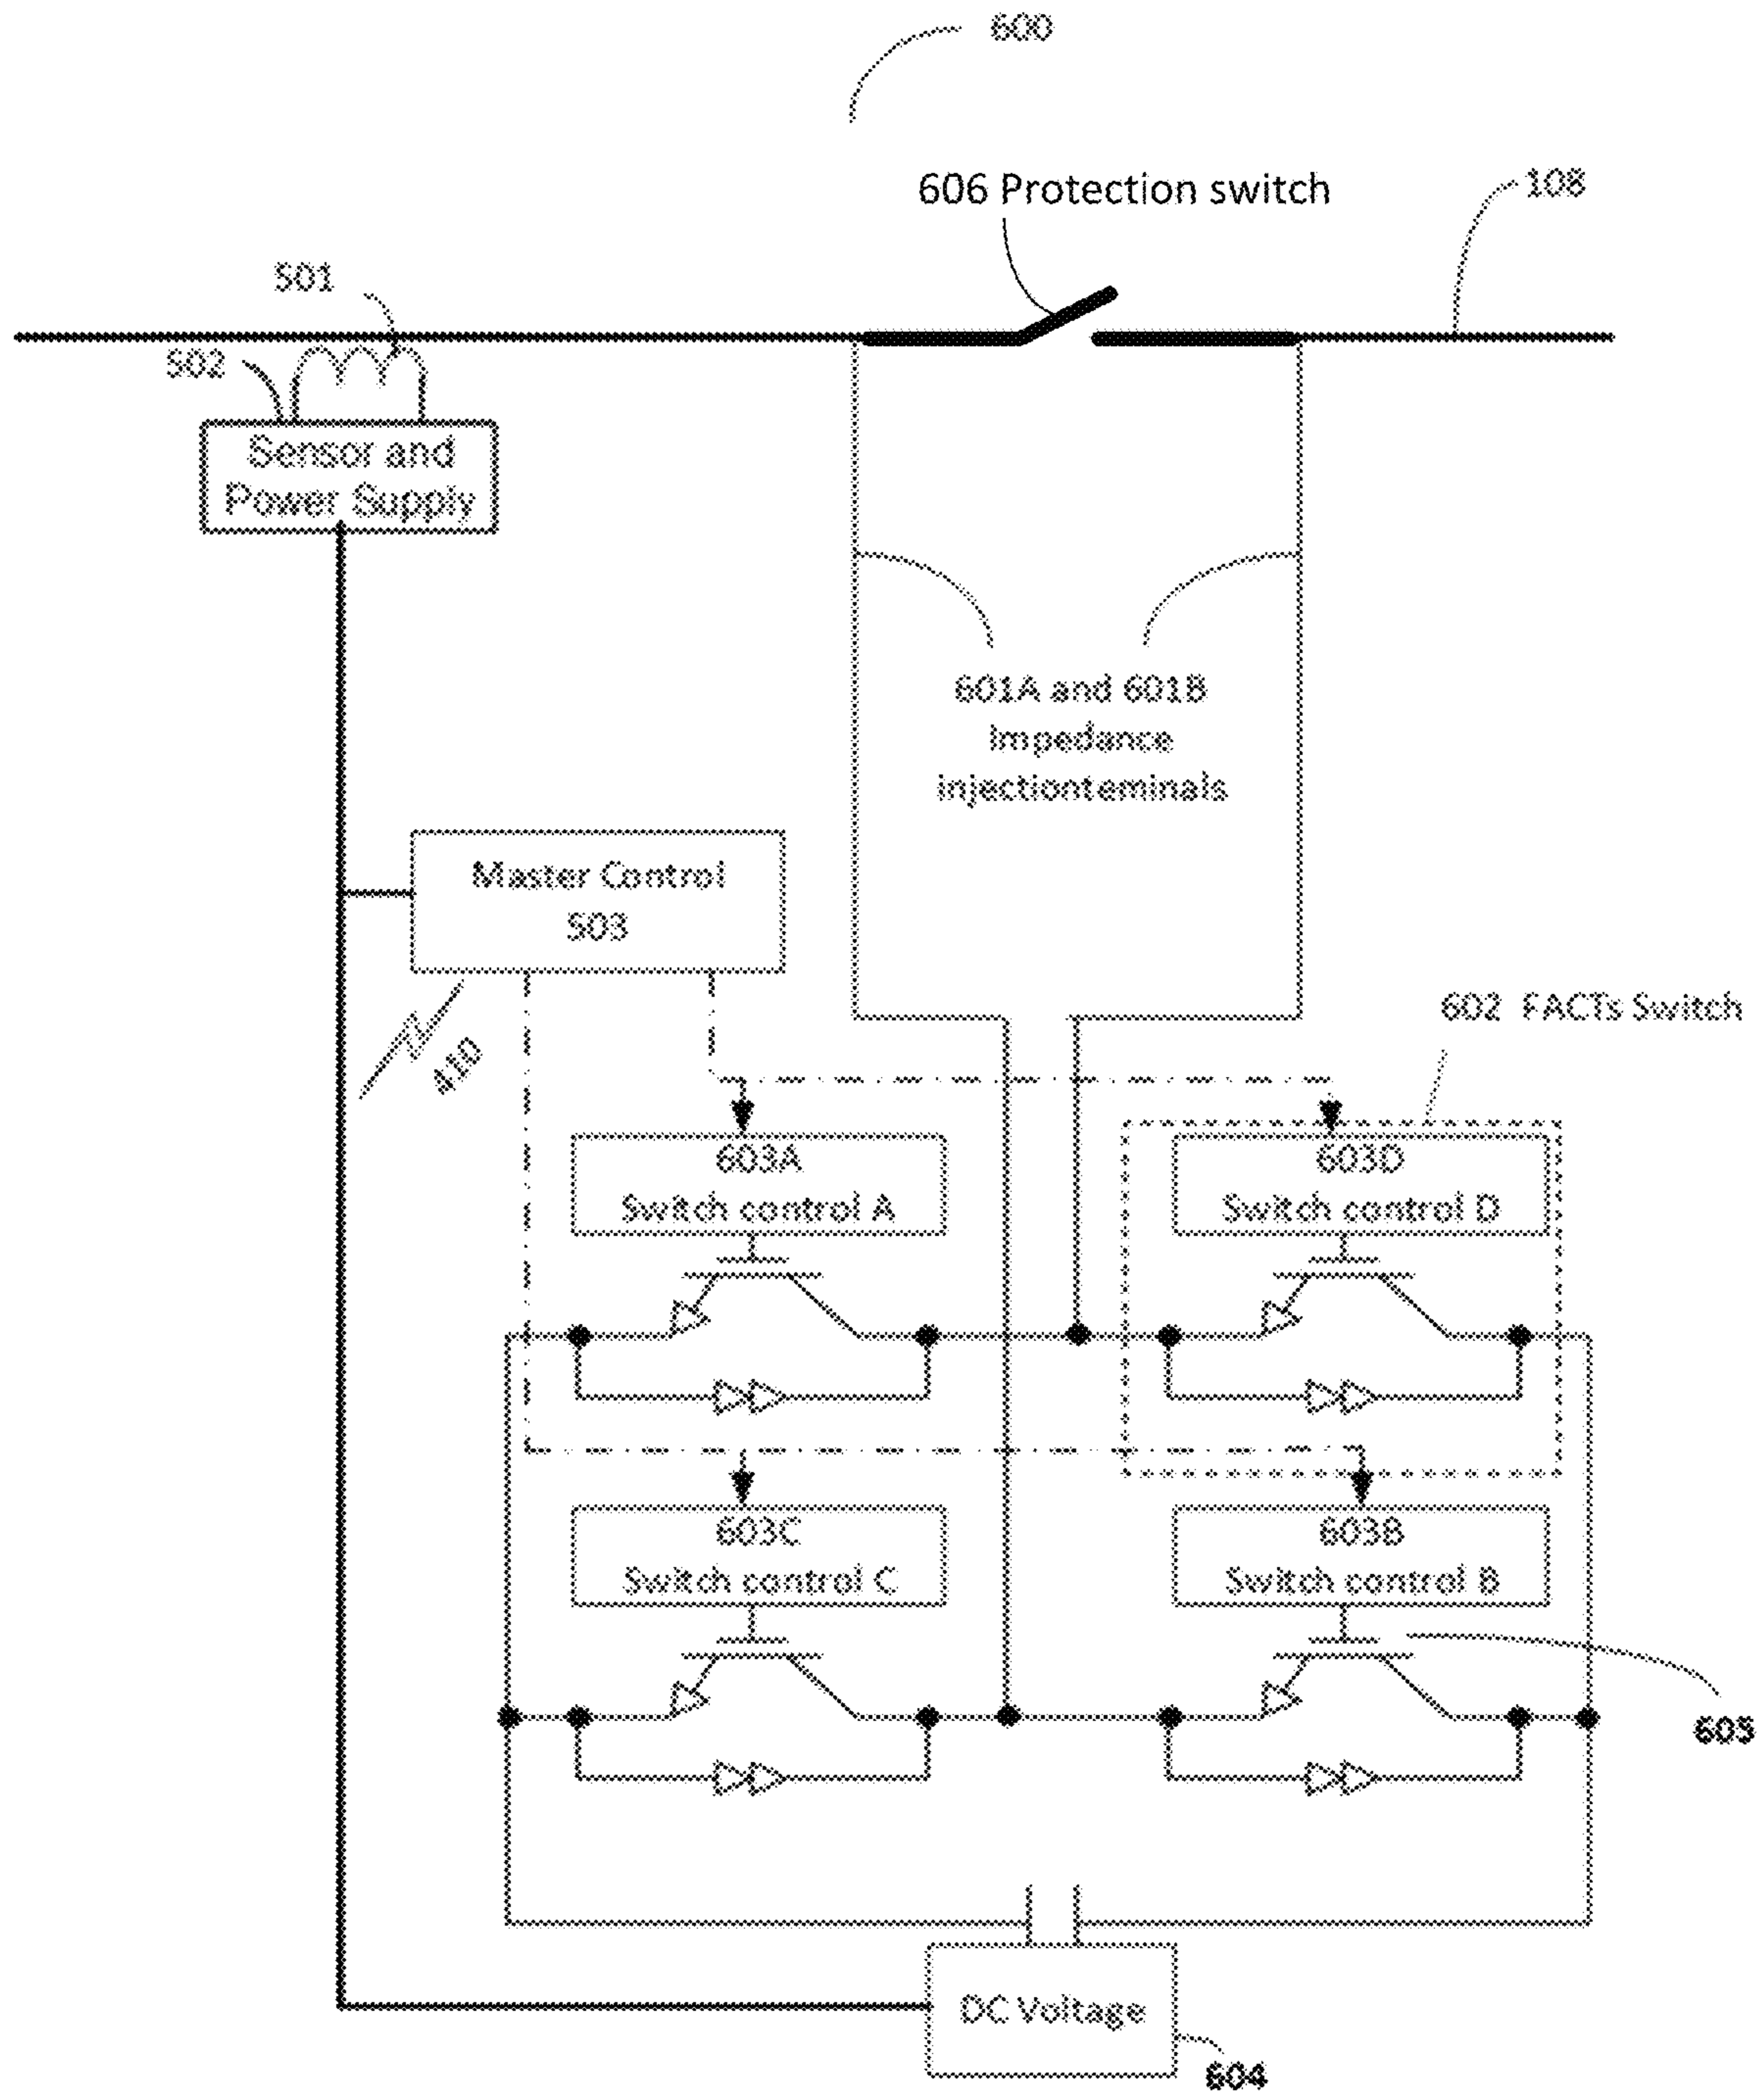 600
606 Protection switch
108
501
502
Sensor and
Power Supply
601A and 601B
Impedance
injectionteminals
Master Control
503
410
602 FACTs Switch
603A
Switch control A
603D
Switch control D
603C
Switch control C
603B
Switch control B
605
DC Voltage
604